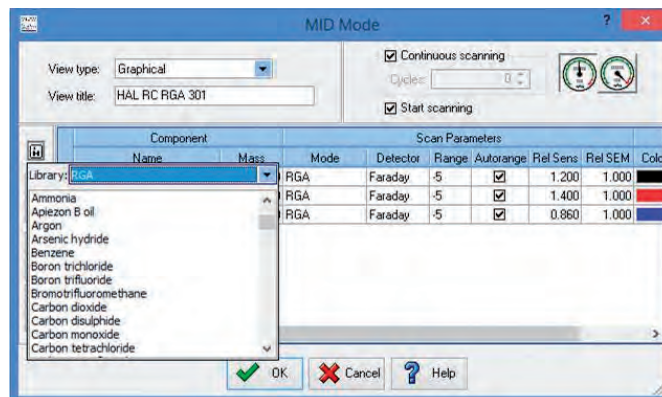 MID Mode
?
View type: Graphical
View title: HAL RC RGA 301
Continuous scanning
Cycles: 0
Start scanning
Component Scan Parameters
Name Mass Mode Detector Range Autorange Rel Sens Rel SEM Colo
Library: RGA
RGA Faraday -5 1.200 1.000
RGA Faraday -5 1.400 1.000
RGA Faraday -5 0.860 1.000
Ammonia
Apiezon B oil
Argon
Arsenic hydride
Benzene
Boron trichloride
Boron trifluoride
Bromotrifluoromethane
Carbon dioxide
Carbon disulphide
Carbon monoxide
Carbon tetrachloride
OK Cancel ? Help